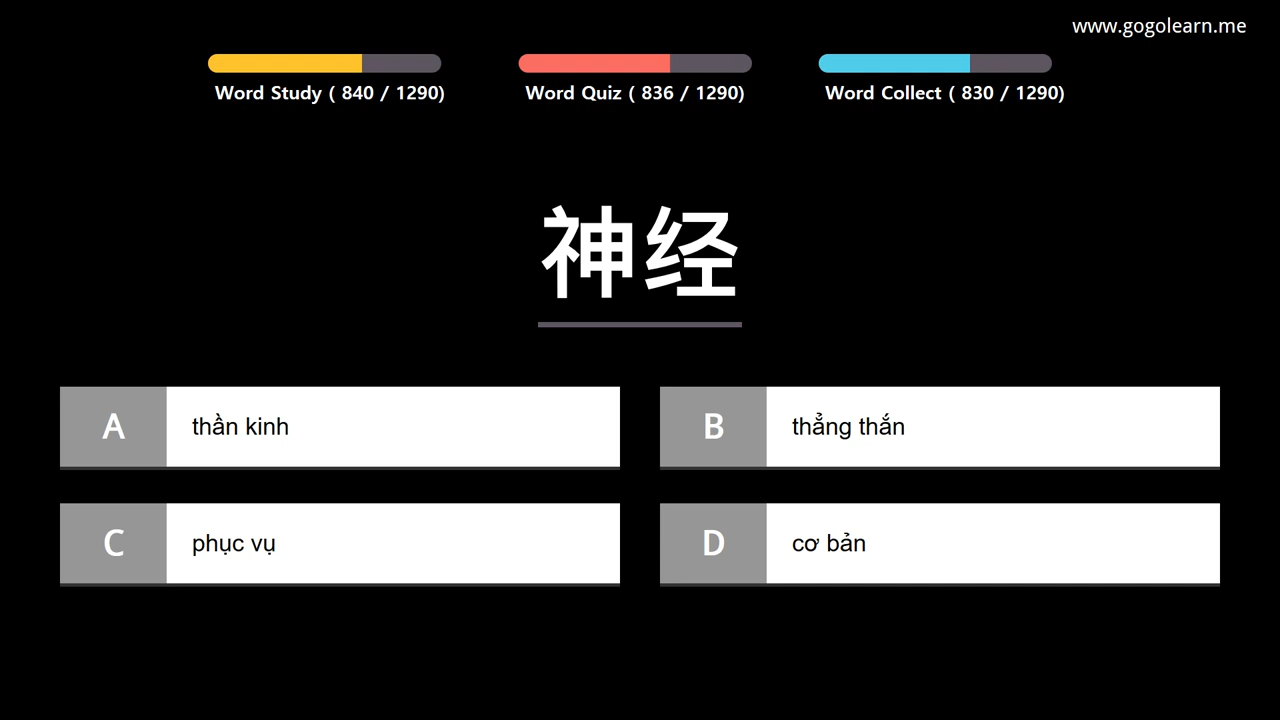 www.gogolearn.me
Word Study ( 840 / 1290)
Word Quiz ( 836 / 1290)
Word Collect ( 830 / 1290)
神经
A thần kinh
B thẳng thắn
C phục vụ
D cơ bản